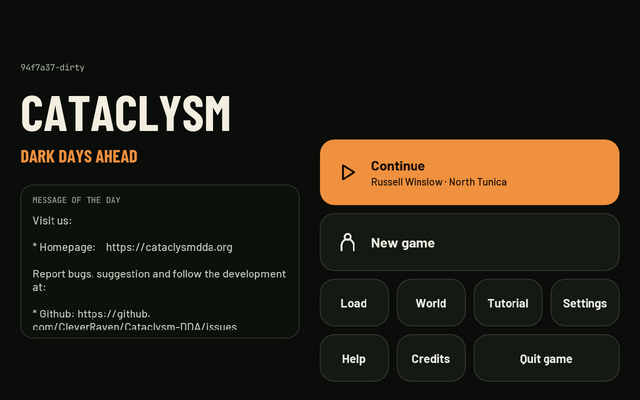 94f7a37-dirty
CATACLYSM
DARK DAYS AHEAD
MESSAGE OF THE DAY
Visit us:
* Homepage: https://cataclysmdda.org
Report bugs, suggestion and follow the development
at:
* Github: https://github.
com/CleverRaven/Cataclysm-DDA/issues
Continue
Russell Winslow · North Tunica
New game
Load
World
Tutorial
Settings
Help
Credits
Quit game